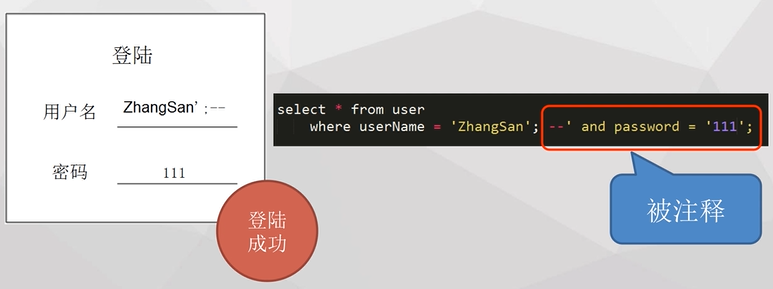 登陆
用户名 ZhangSan’ ;--
密码 111
登陆
成功
select * from user
where userName = 'ZhangSan'; --' and password = '111';
被注释